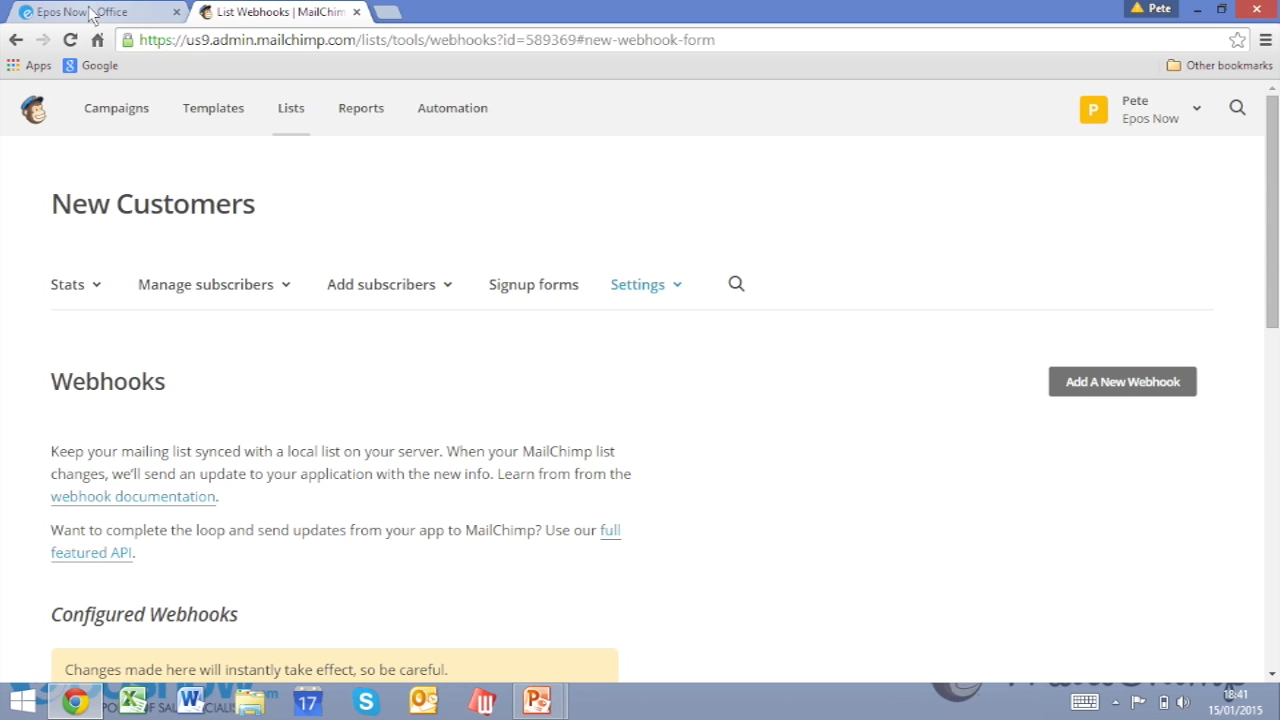 Epos Now Office
List Webhooks | MailChim
Pete
https://us9.admin.mailchimp.com/lists/tools/webhooks?id=589369#new-webhook-form
Apps
Google
Other bookmarks
Campaigns
Templates
Lists
Reports
Automation
P
Pete
Epos Now
New Customers
Stats
Manage subscribers
Add subscribers
Signup forms
Settings
Webhooks
Add A New Webhook
Keep your mailing list synced with a local list on your server. When your MailChimp list
changes, we'll send an update to your application with the new info. Learn from from the
webhook documentation.
Want to complete the loop and send updates from your app to MailChimp? Use our full
featured API.
Configured Webhooks
Changes made here will instantly take effect, so be careful.
17
18:41
15/01/2015